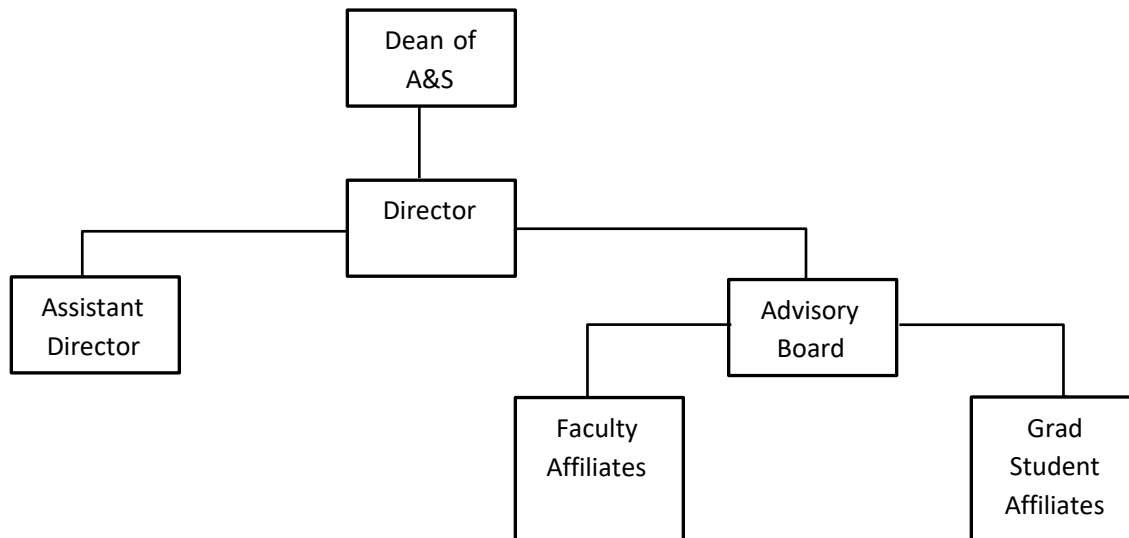 Dean of
A&S
Director
Assistant
Director
Advisory
Board
Faculty
Affiliates
Grad
Student
Affiliates